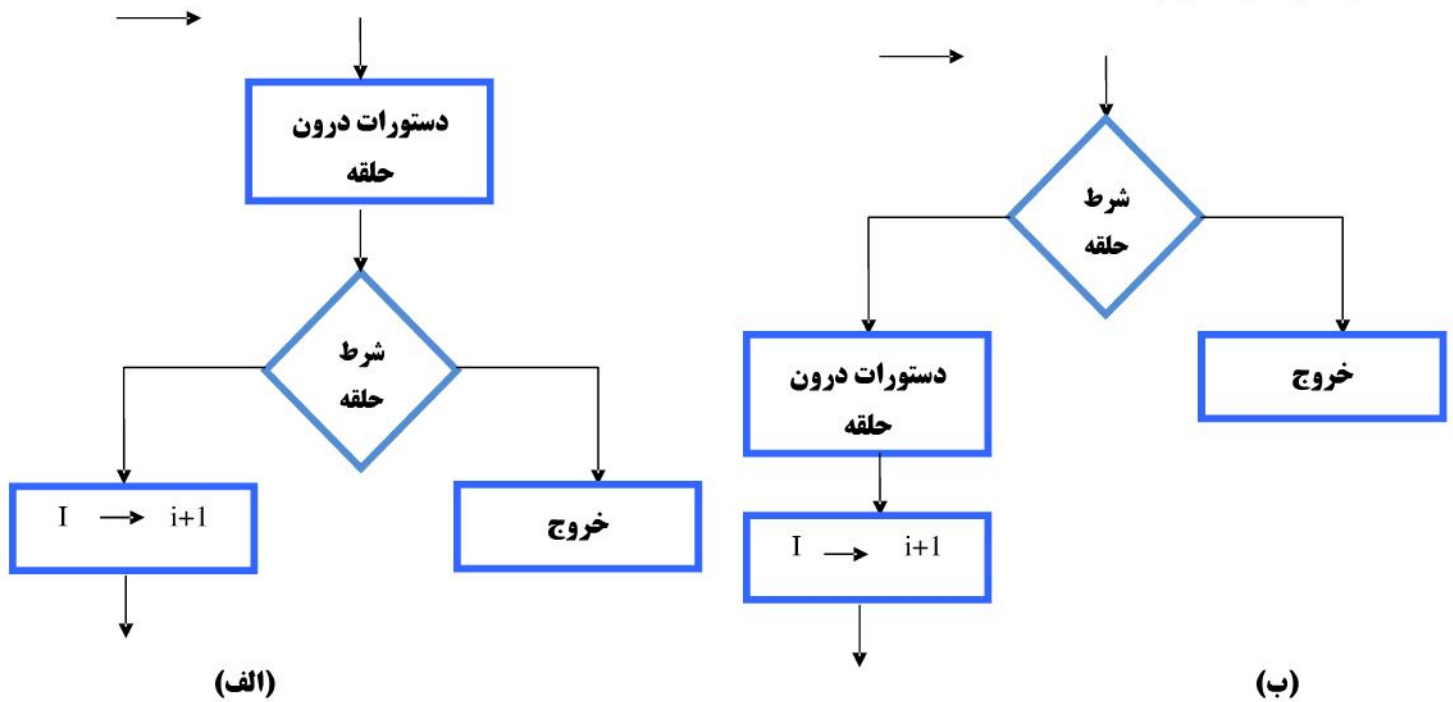 دستورات درون
حلقه
شرط
حلقه
I → i+1
خروج
(الف)
شرط
حلقه
دستورات درون
حلقه
خروج
I → i+1
(ب)